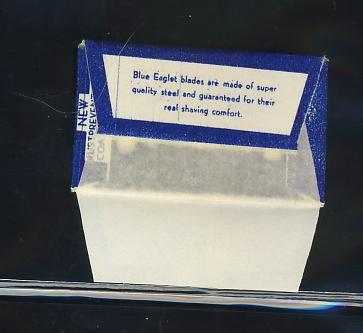 Blue Eaglet blades are made of super
quality steel and guaranteed for their
real shaving comfort.
NEW